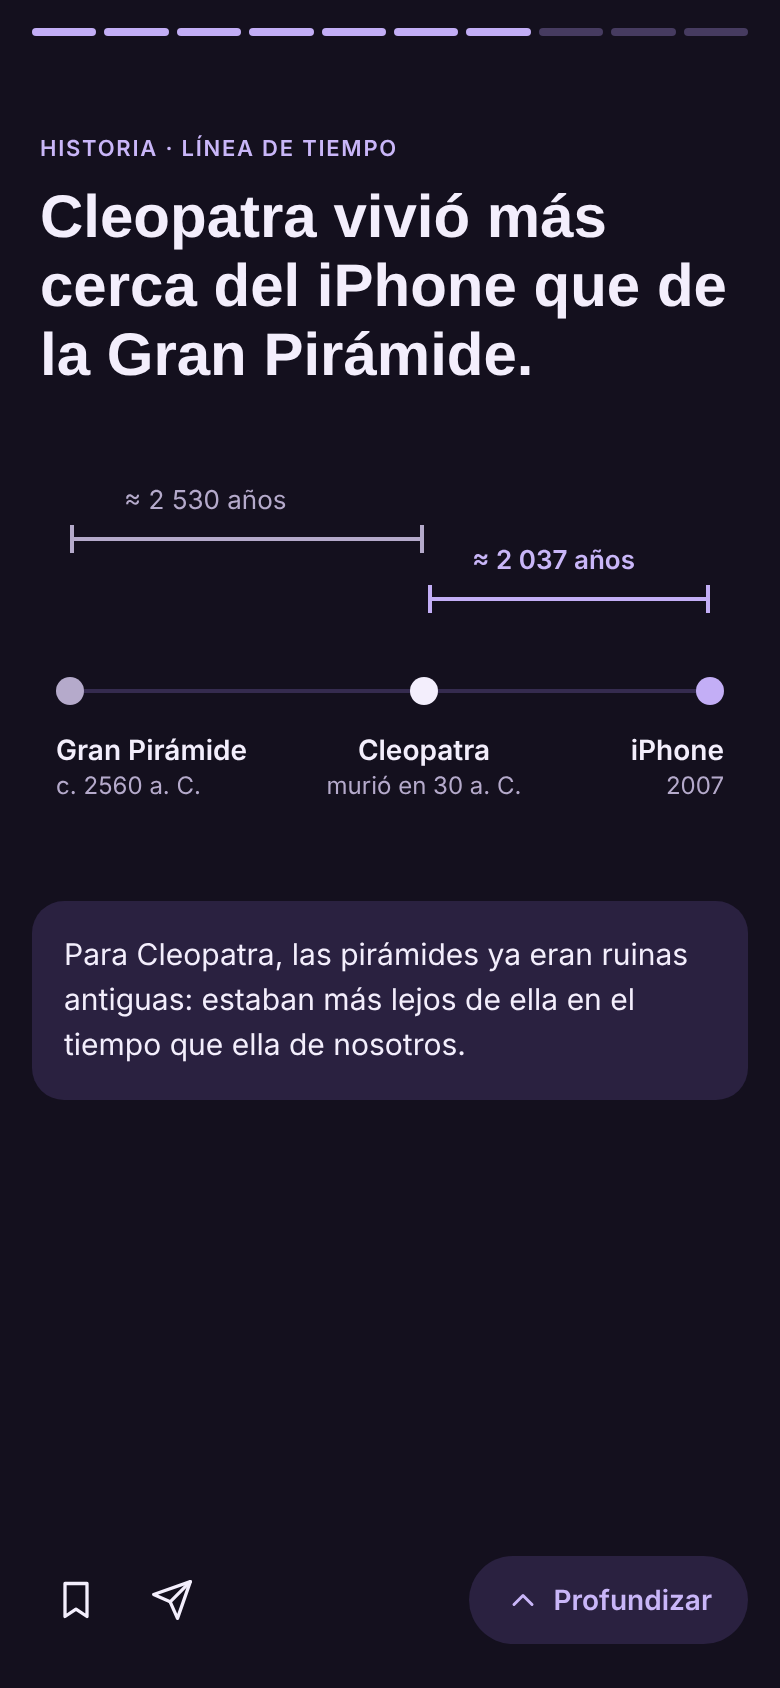 HISTORIA · LÍNEA DE TIEMPO
Cleopatra vivió más
cerca del iPhone que de
la Gran Pirámide.
≈ 2 530 años
≈ 2 037 años
Gran Pirámide
c. 2560 a. C.
Cleopatra
murió en 30 a. C.
iPhone
2007
Para Cleopatra, las pirámides ya eran ruinas
antiguas: estaban más lejos de ella en el
tiempo que ella de nosotros.
Profundizar